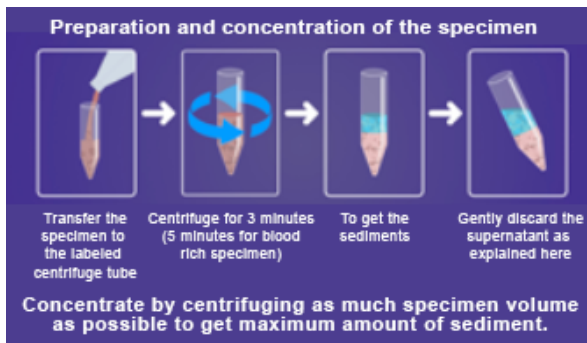 Preparation and concentration of the specimen
Transfer the
specimen to
the labeled
centrifuge tube
Centrifuge for 3 minutes
(5 minutes for blood
rich specimen)
To get the
sediments
Gently discard the
supernatant as
explained here
Concentrate by centrifuging as much specimen volume
as possible to get maximum amount of sediment.